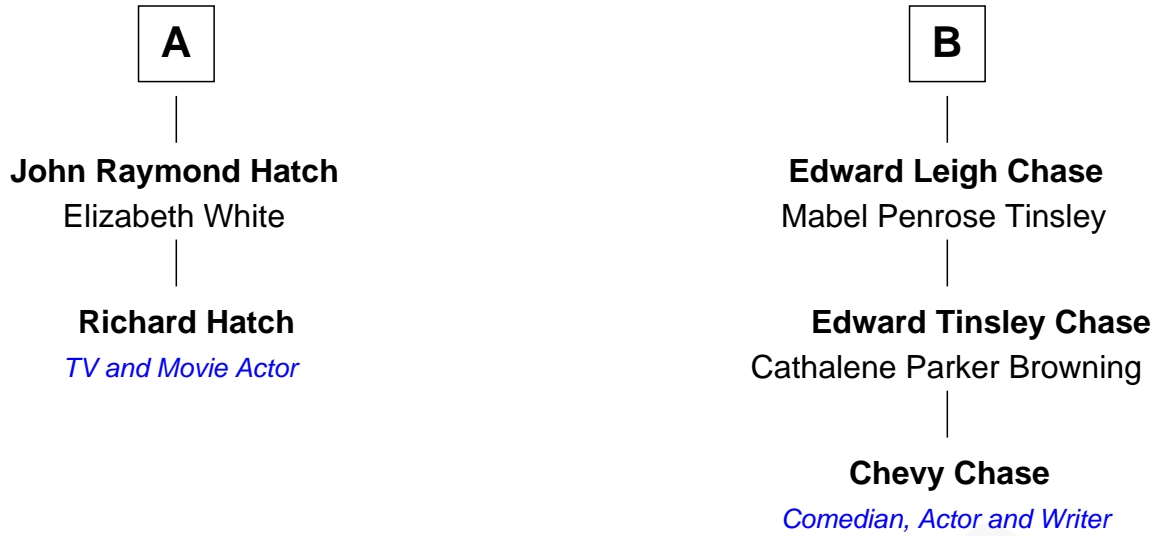 A
John Raymond Hatch
Elizabeth White
Richard Hatch
TV and Movie Actor
B
Edward Leigh Chase
Mabel Penrose Tinsley
Edward Tinsley Chase
Cathalene Parker Browning
Chevy Chase
Comedian, Actor and Writer